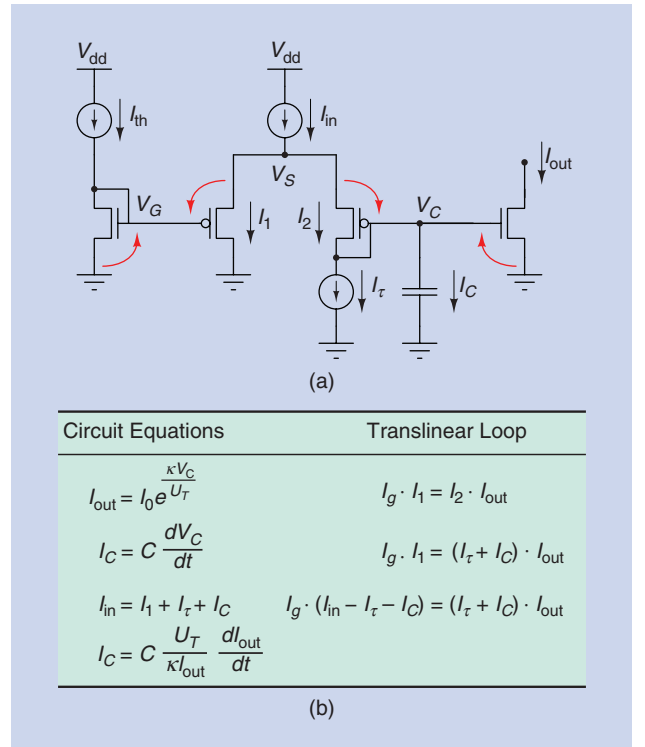 V_dd V_dd
I_th I_in I_out
V_G V_S V_C
I_1 I_2
I_τ I_C
(a)
Circuit Equations Translinear Loop
I_out = I_0 e^{κV_C / U_T} I_g · I_1 = I_2 · I_out
I_C = C dV_C / dt I_g . I_1 = (I_τ + I_C) · I_out
I_in = I_1 + I_τ + I_C I_g · (I_in − I_τ − I_C) = (I_τ + I_C) · I_out
I_C = C U_T / κI_out dI_out / dt
(b)